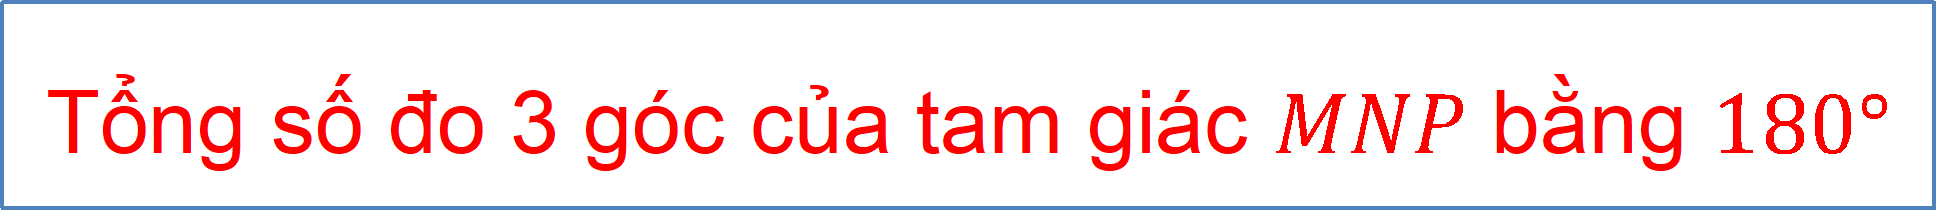 Tổng số đo 3 góc của tam giác MNP bằng 180°